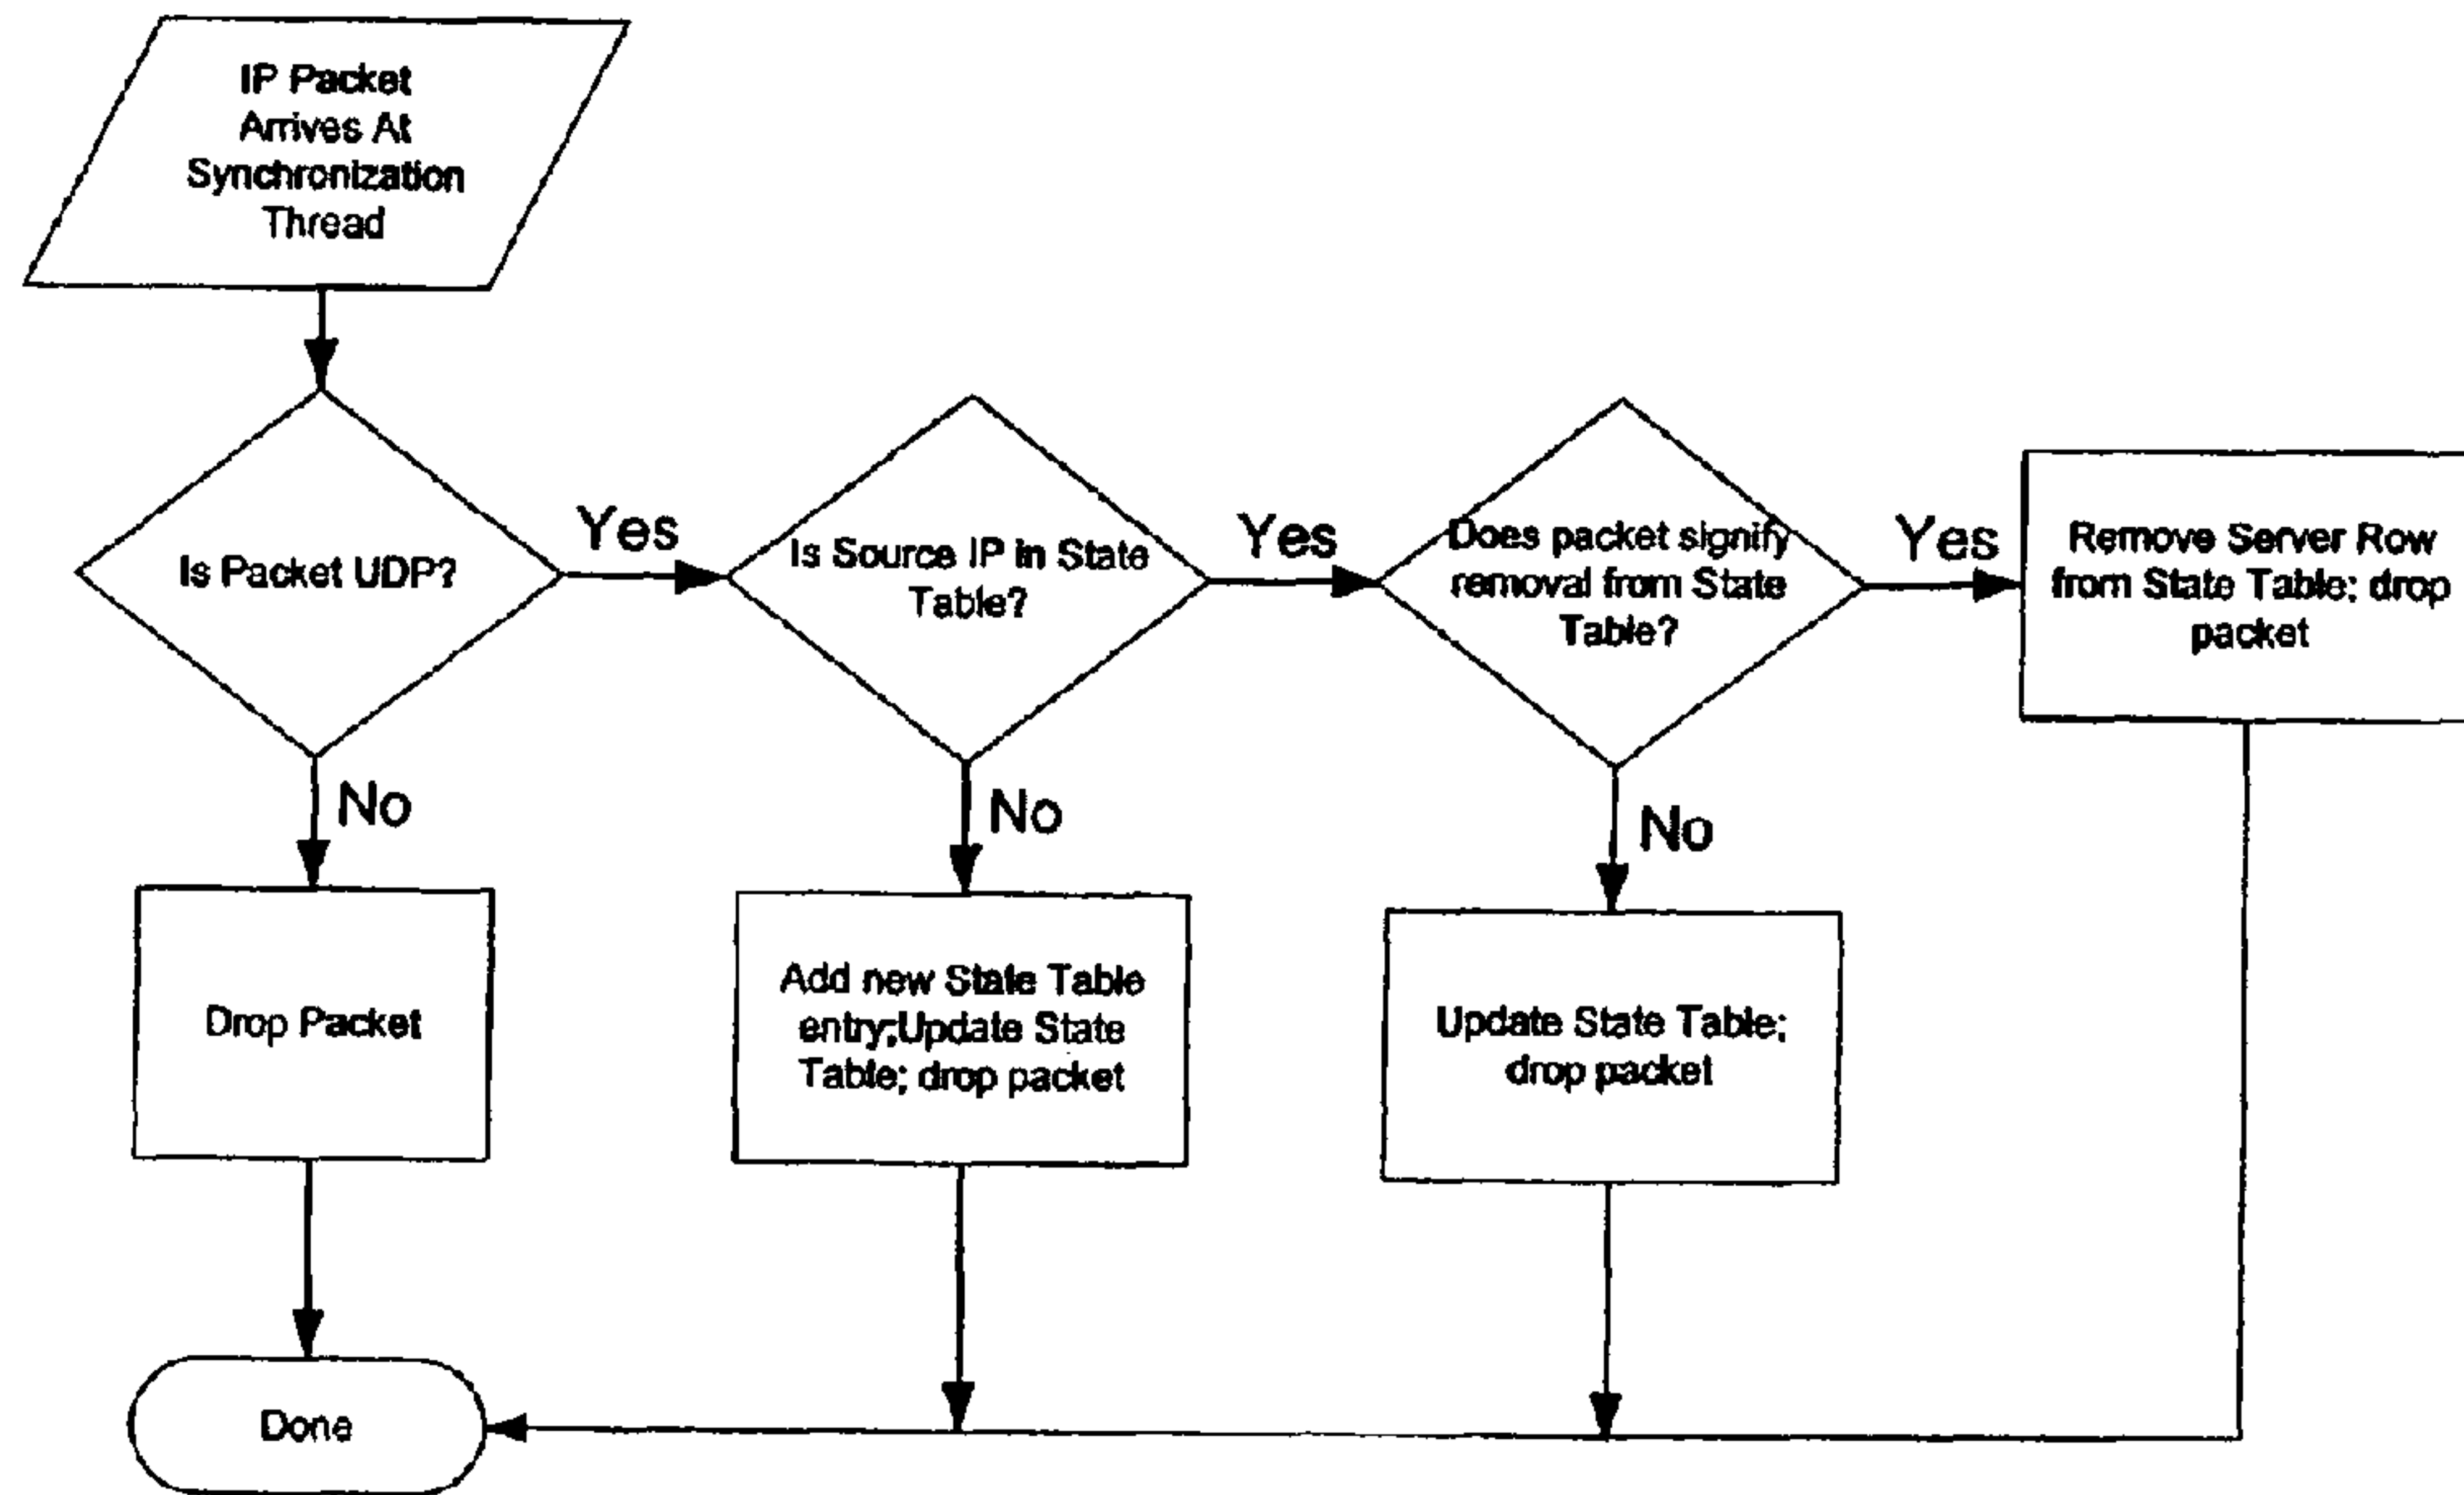 IP Packet
Arrives At
Synchronization
Thread
Is Packet UDP?
Yes
Is Source IP in State
Table?
Yes
Does packet signify
removal from State
Table?
Yes
Remove Server Row
from State Table; drop
packet
No
No
No
Drop Packet
Add new State Table
entry;Update State
Table; drop packet
Update State Table;
drop packet
Done